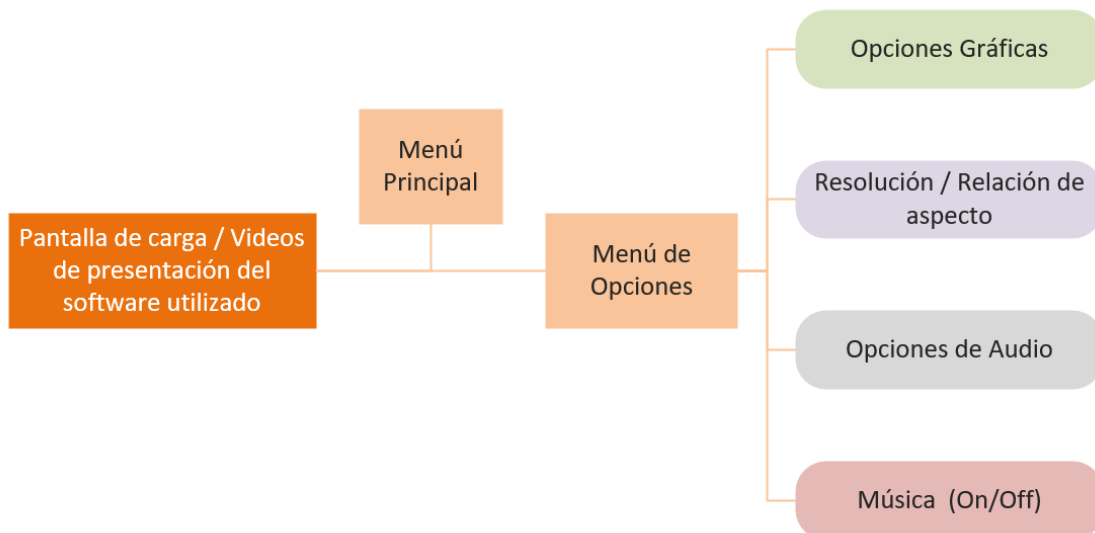 Pantalla de carga / Videos
de presentación del
software utilizado
Menú
Principal
Menú de
Opciones
Opciones Gráficas
Resolución / Relación de
aspecto
Opciones de Audio
Música  (On/Off)